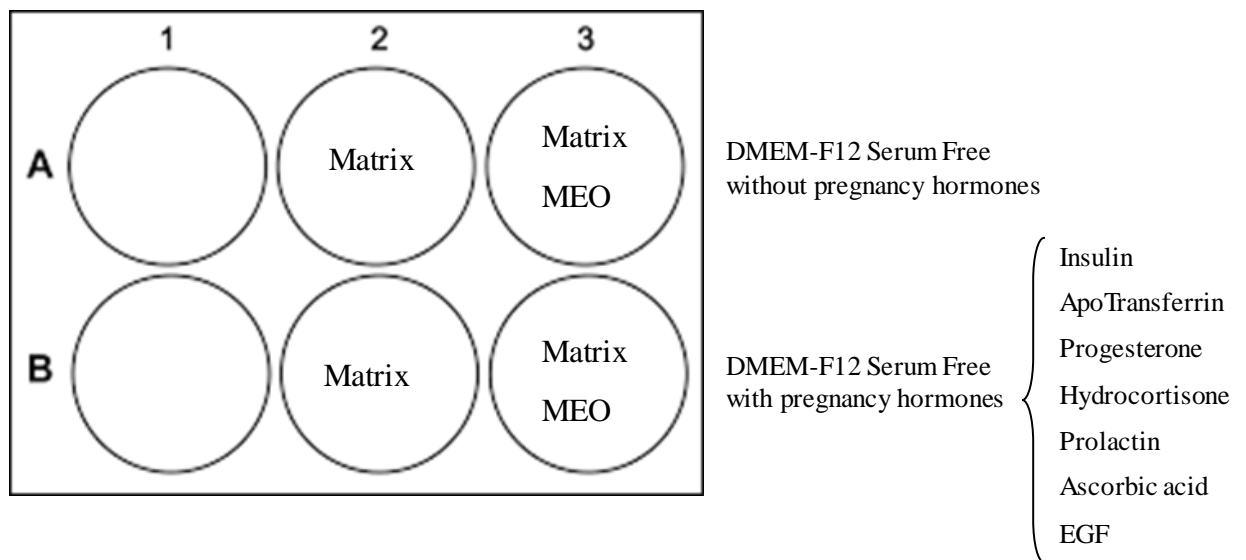 1 2 3
A
Matrix
Matrix
MEO
DMEM-F12 Serum Free
without pregnancy hormones
B
Matrix
Matrix
MEO
DMEM-F12 Serum Free
with pregnancy hormones
Insulin
ApoTransferrin
Progesterone
Hydrocortisone
Prolactin
Ascorbic acid
EGF